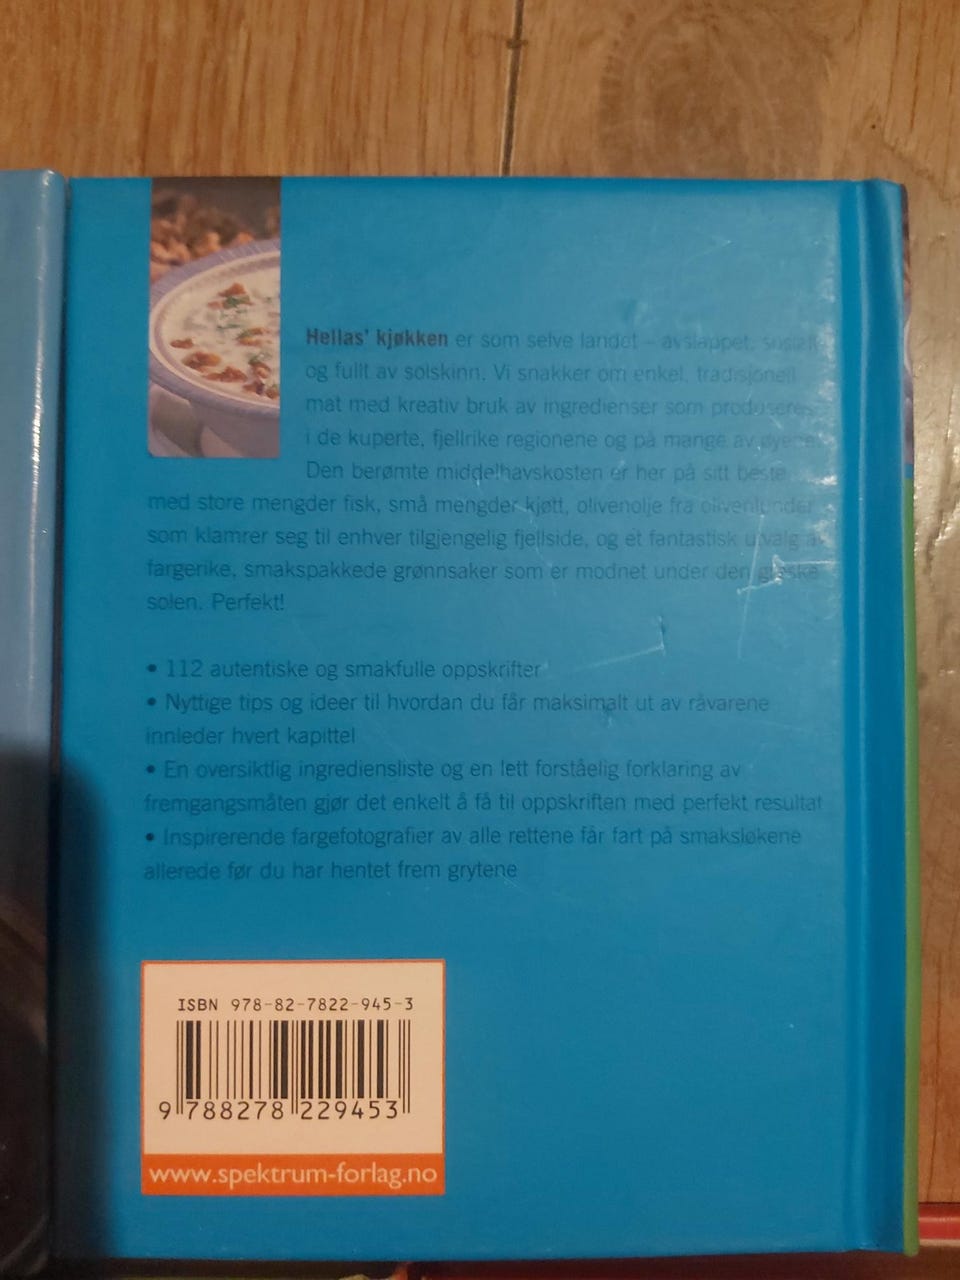 Hellas' kjøkken er som selve landet – avslappet, sosialt
og fullt av solskinn. Vi snakker om enkel, tradisjonell
mat med kreativ bruk av ingredienser som produseres
i de kuperte, fjellrike regionene og på mange av øyene.
Den berømte middelhavskosten er her på sitt beste
med store mengder fisk, små mengder kjøtt, olivenolje fra olivenlunder
som klamrer seg til enhver tilgjengelig fjellside, og et fantastisk utvalg av
fargerike, smakspakkede grønnsaker som er modnet under den greske
solen. Perfekt!
• 112 autentiske og smakfulle oppskrifter
• Nyttige tips og ideer til hvordan du får maksimalt ut av råvarene
innleder hvert kapittel
• En oversiktlig ingrediensliste og en lett forståelig forklaring av
fremgangsmåten gjør det enkelt å få til oppskriften med perfekt resultat
• Inspirerende fargefotografier av alle rettene får fart på smaksløkene
allerede før du har hentet frem grytene
ISBN 978-82-7822-945-3
9 788278 229453
www.spektrum-forlag.no